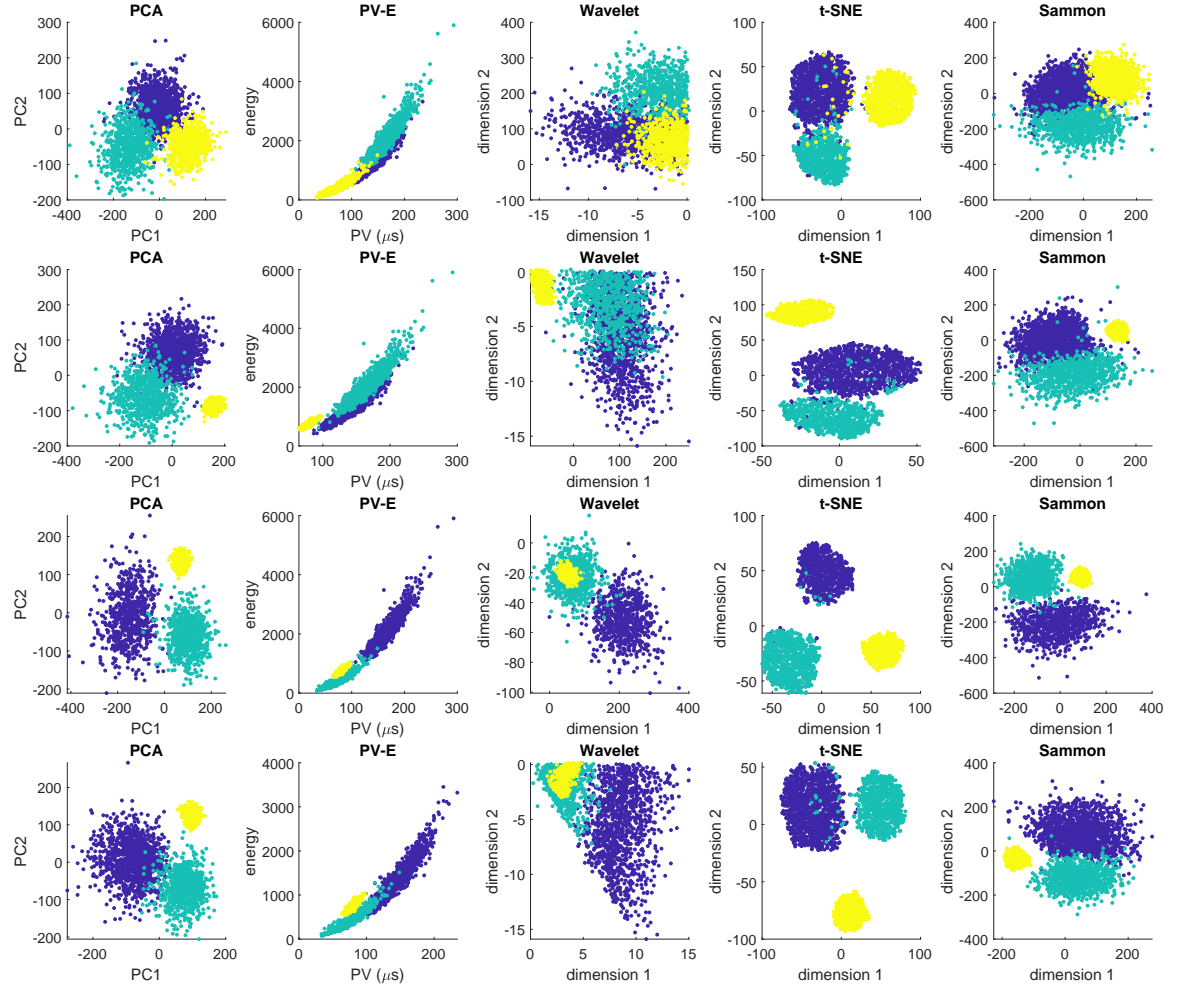 PCA PV-E Wavelet t-SNE Sammon
300 6000 400 100 400
200 300 50 200
PC2 100 energy 4000 dimension 2 200 dimension 2 0 dimension 2 0
0 2000 100 -200
-100 0 -50 -400
-200 0 -100 -100 -600
-400 -200 0 200 0 100 200 300 -15 -10 -5 0 -100 0 100 -200 0 200
PC1 PV (μs) dimension 1 dimension 1 dimension 1
PCA PV-E Wavelet t-SNE Sammon
300 6000 0 150 400
200 100 200
PC2 100 energy 4000 dimension 2 -5 dimension 2 50 dimension 2 0
0 2000 -10 0 -200
-100 -50 -400
-200 0 -15 -100 -600
-400 -200 0 200 100 200 300 0 100 200 -50 0 50 -200 0 200
PC1 PV (μs) dimension 1 dimension 1 dimension 1
PCA PV-E Wavelet t-SNE Sammon
6000 100 400
200 0 200
PC2 100 energy 4000 dimension 2 -20 dimension 2 50 dimension 2 0
0 -40 -200
-100 2000 -60 0 -400
-200 0 -80 -50 -600
-100
-400 -200 0 200 0 100 200 300 0 200 400 -50 0 50 100 -200 0 200 400
PC1 PV (μs) dimension 1 dimension 1 dimension 1
PCA PV-E Wavelet t-SNE Sammon
4000 0 400
200 3000 50 200
PC2 100 energy 2000 dimension 2 -5 dimension 2 0 dimension 2 0
0 1000 -10 -50 -200
-100 0 -15 -100 -400
-200
-200 0 200 0 100 200 0 5 10 15 -50 0 50 100 -200 0 200
PC1 PV (μs) dimension 1 dimension 1 dimension 1